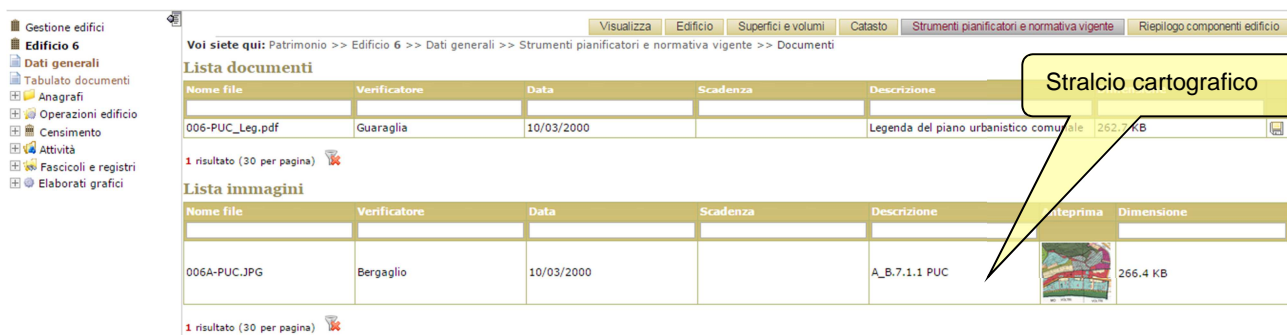 Gestione edifici
Edificio 6
Dati generali
Tabulato documenti
Anagrafi
Operazioni edificio
Censimento
Attività
Fascicoli e registri
Elaborati grafici
Visualizza Edificio Superfici e volumi Catasto Strumenti pianificatori e normativa vigente Riepilogo componenti edificio
Voi siete qui: Patrimonio >> Edificio 6 >> Dati generali >> Strumenti pianificatori e normativa vigente >> Documenti
Stralcio cartografico
Lista documenti
Nome file Verificatore Data Scadenza Descrizione
006-PUC_Leg.pdf Guaraglia 10/03/2000 Legenda del piano urbanistico comunale 262.7 KB
1 risultato (30 per pagina)
Lista immagini
Nome file Verificatore Data Scadenza Descrizione Anteprima Dimensione
006A-PUC.JPG Bergaglio 10/03/2000 A_B.7.1.1 PUC 266.4 KB
1 risultato (30 per pagina)